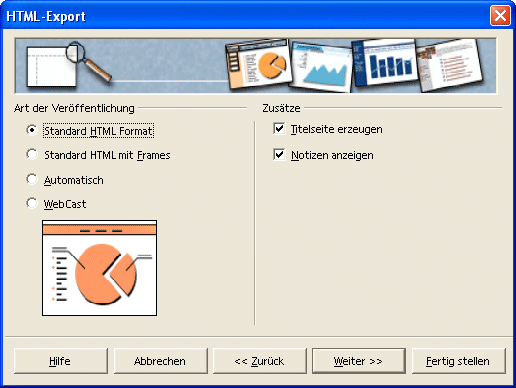 HTML-Export
Art der Veröffentlichung
Standard HTML Format
Standard HTML mit Frames
Automatisch
WebCast
Zusätze
Titelseite erzeugen
Notizen anzeigen
Hilfe
Abbrechen
<< Zurück
Weiter >>
Fertig stellen